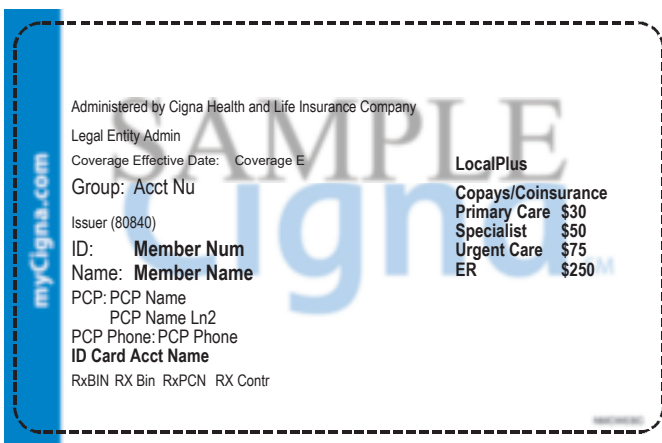 myCigna.com
SAMPLE
Cigna
Administered by Cigna Health and Life Insurance Company
Legal Entity Admin
Coverage Effective Date: Coverage E
Group: Acct Nu
Issuer (80840)
ID: Member Num
Name: Member Name
PCP: PCP Name
PCP Name Ln2
PCP Phone: PCP Phone
ID Card Acct Name
RxBIN RX Bin RxPCN RX Contr
LocalPlus
Copays/Coinsurance
Primary Care $30
Specialist $50
Urgent Care $75
ER $250
TM